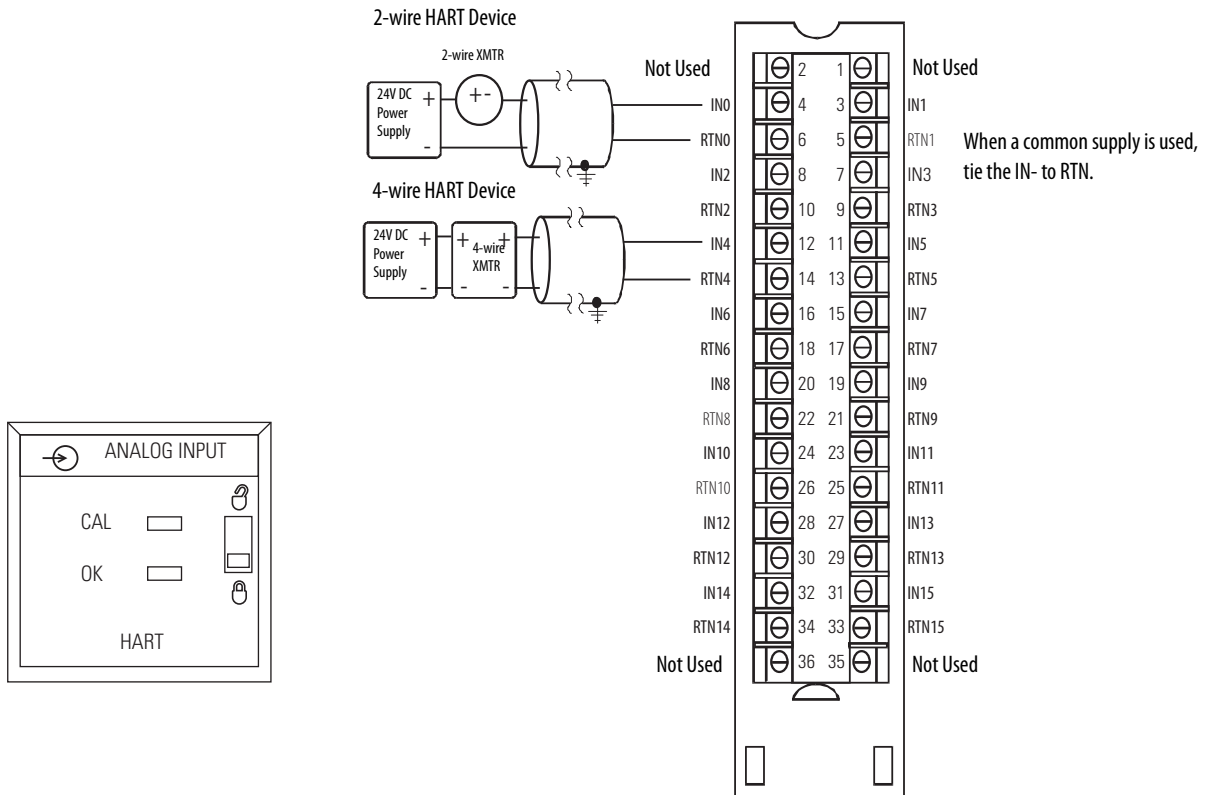 2-wire HART Device
2-wire XMTR
24V DC
Power
Supply
+
-
+ -
4-wire HART Device
24V DC
Power
Supply
+
-
+ +
4-wire
XMTR
- -
Not Used 2 1 Not Used
IN0 4 3 IN1
RTN0 6 5 RTN1
IN2 8 7 IN3
RTN2 10 9 RTN3
IN4 12 11 IN5
RTN4 14 13 RTN5
IN6 16 15 IN7
RTN6 18 17 RTN7
IN8 20 19 IN9
RTN8 22 21 RTN9
IN10 24 23 IN11
RTN10 26 25 RTN11
IN12 28 27 IN13
RTN12 30 29 RTN13
IN14 32 31 IN15
RTN14 34 33 RTN15
Not Used 36 35 Not Used
When a common supply is used,
tie the IN- to RTN.
ANALOG INPUT
CAL
OK
HART